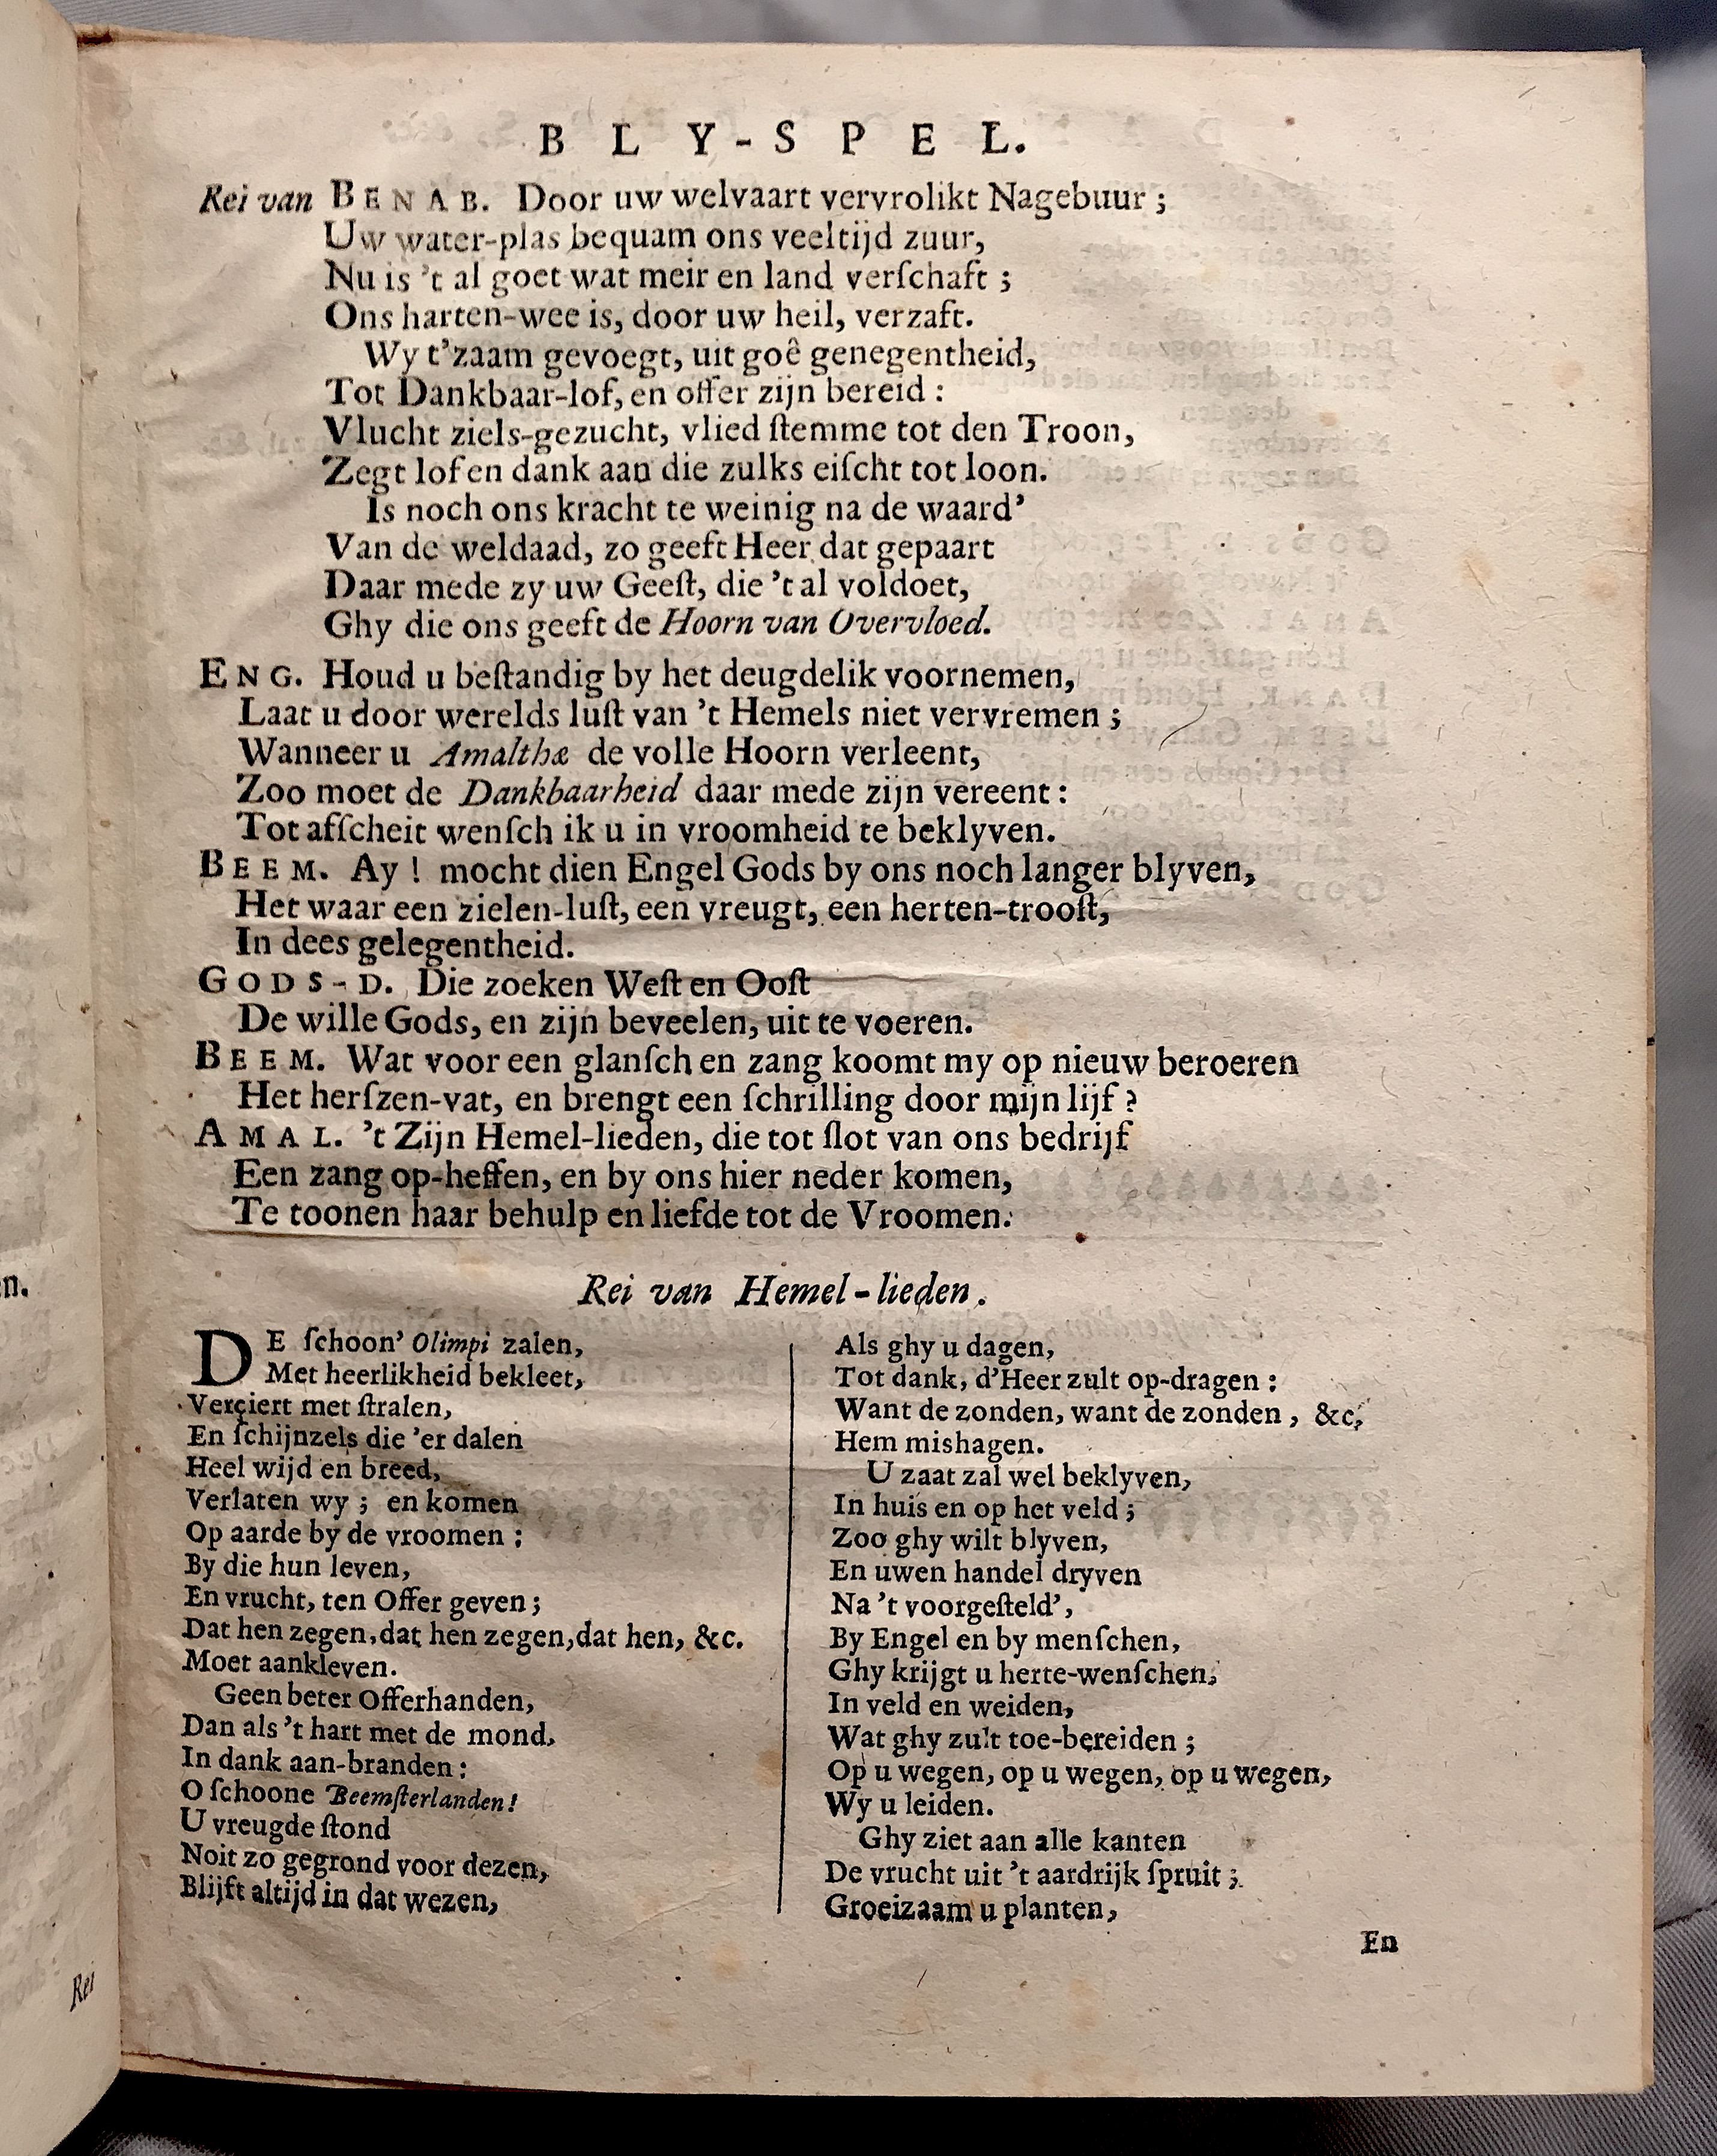 BLY-SPEL.
Rei van BENAB. Door uw welvaart vervrolikt Nagebuur ;
Uw water-plas bequam ons veeltijd zuur,
Nu is 't al goet wat meir en land verſchaft ;
Ons harten-wee is, door uw heil, verzaft.
Wy t'zaam gevoegt, uit goê genegentheid,
Tot Dankbaar-lof, en offer zijn bereid :
Vlucht ziels-gezucht, vlied ſtemme tot den Troon,
Zegt lof en dank aan die zulks eiſcht tot loon.
Is noch ons kracht te weinig na de waard'
Van de weldaad, zo geeft Heer dat gepaart
Daar mede zy uw Geeſt, die 't al voldoet,
Ghy die ons geeft de Hoorn van Overvloed.
ENG. Houd u beſtandig by het deugdelik voornemen,
Laat u door werelds luſt van 't Hemels niet vervremen ;
Wanneer u Amalthæ de volle Hoorn verleent,
Zoo moet de Dankbaarheid daar mede zijn vereent :
Tot afſcheit wenſch ik u in vroomheid te beklyven.
BEEM. Ay ! mocht dien Engel Gods by ons noch langer blyven,
Het waar een zielen-luſt, een vreugt, een herten-trooſt,
In dees gelegentheid.
GODS-D. Die zoeken Weſt en Ooſt
De wille Gods, en zijn beveelen, uit te voeren.
BEEM. Wat voor een glanſch en zang koomt my op nieuw beroeren
Het herſzen-vat, en brengt een ſchrilling door mijn lijf ?
AMAL. 't Zijn Hemel-lieden, die tot ſlot van ons bedrijf
Een zang op-heffen, en by ons hier neder komen,
Te toonen haar behulp en liefde tot de Vroomen.
Rei van Hemel-lieden.
DE ſchoon' Olimpi zalen,
Met heerlikheid bekleet,
Verçiert met ſtralen,
En ſchijnzels die 'er dalen
Heel wijd en breed,
Verlaten wy ; en komen
Op aarde by de vroomen :
By die hun leven,
En vrucht, ten Offer geven ;
Dat hen zegen, dat hen zegen, dat hen, &c.
Moet aankleven.
Geen beter Offerhanden,
Dan als 't hart met de mond,
In dank aan-branden :
O ſchoone Beemſterlanden!
U vreugde ſtond
Noit zo gegrond voor dezen,
Blijft altijd in dat wezen,
Als ghy u dagen,
Tot dank, d'Heer zult op-dragen :
Want de zonden, want de zonden, &c,
Hem mishagen.
U zaat zal wel beklyven,
In huis en op het veld ;
Zoo ghy wilt blyven,
En uwen handel dryven
Na 't voorgeſteld',
By Engel en by menſchen,
Ghy krijgt u herte-wenſchen,
In veld en weiden,
Wat ghy zult toe-bereiden ;
Op u wegen, op u wegen, op u wegen,
Wy u leiden.
Ghy ziet aan alle kanten
De vrucht uit 't aardrijk ſpruit ;
Groeizaam u planten,
En
en.
Rei